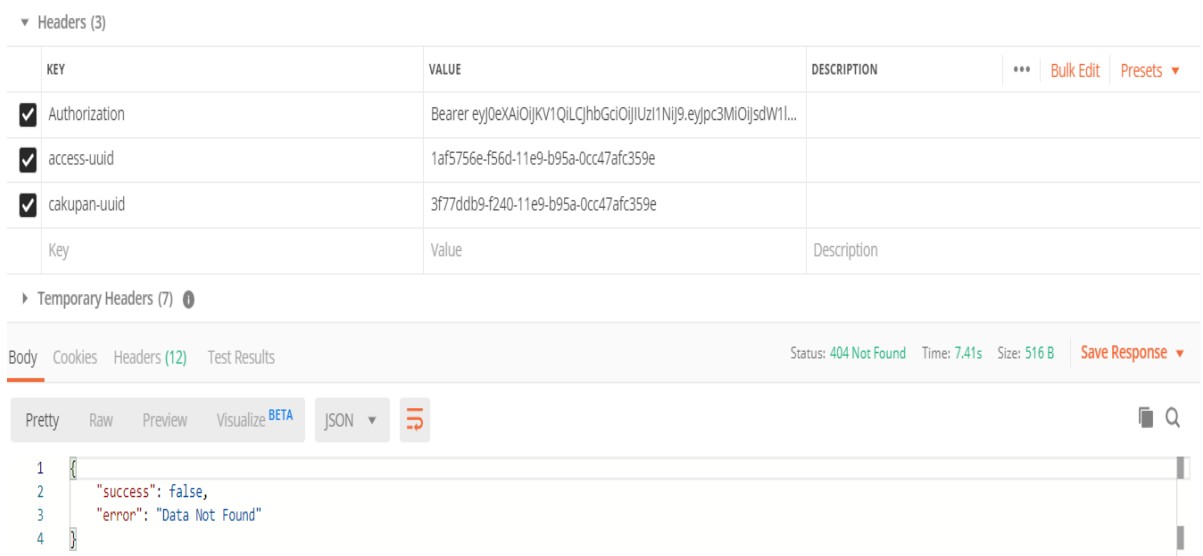 Headers (3)
KEY VALUE DESCRIPTION ••• Bulk Edit Presets
Authorization Bearer eyJ0eXAiOiJKV1QiLCJhbGciOiJIUzI1NiJ9.eyJpc3MiOiJsdW1l...
access-uuid 1af5756e-f56d-11e9-b95a-0cc47afc359e
cakupan-uuid 3f77ddb9-f240-11e9-b95a-0cc47afc359e
Key Value Description
Temporary Headers (7)
Body Cookies Headers (12) Test Results Status: 404 Not Found Time: 7.41s Size: 516 B Save Response
Pretty Raw Preview Visualize BETA JSON
1 {
2 "success": false,
3 "error": "Data Not Found"
4 }